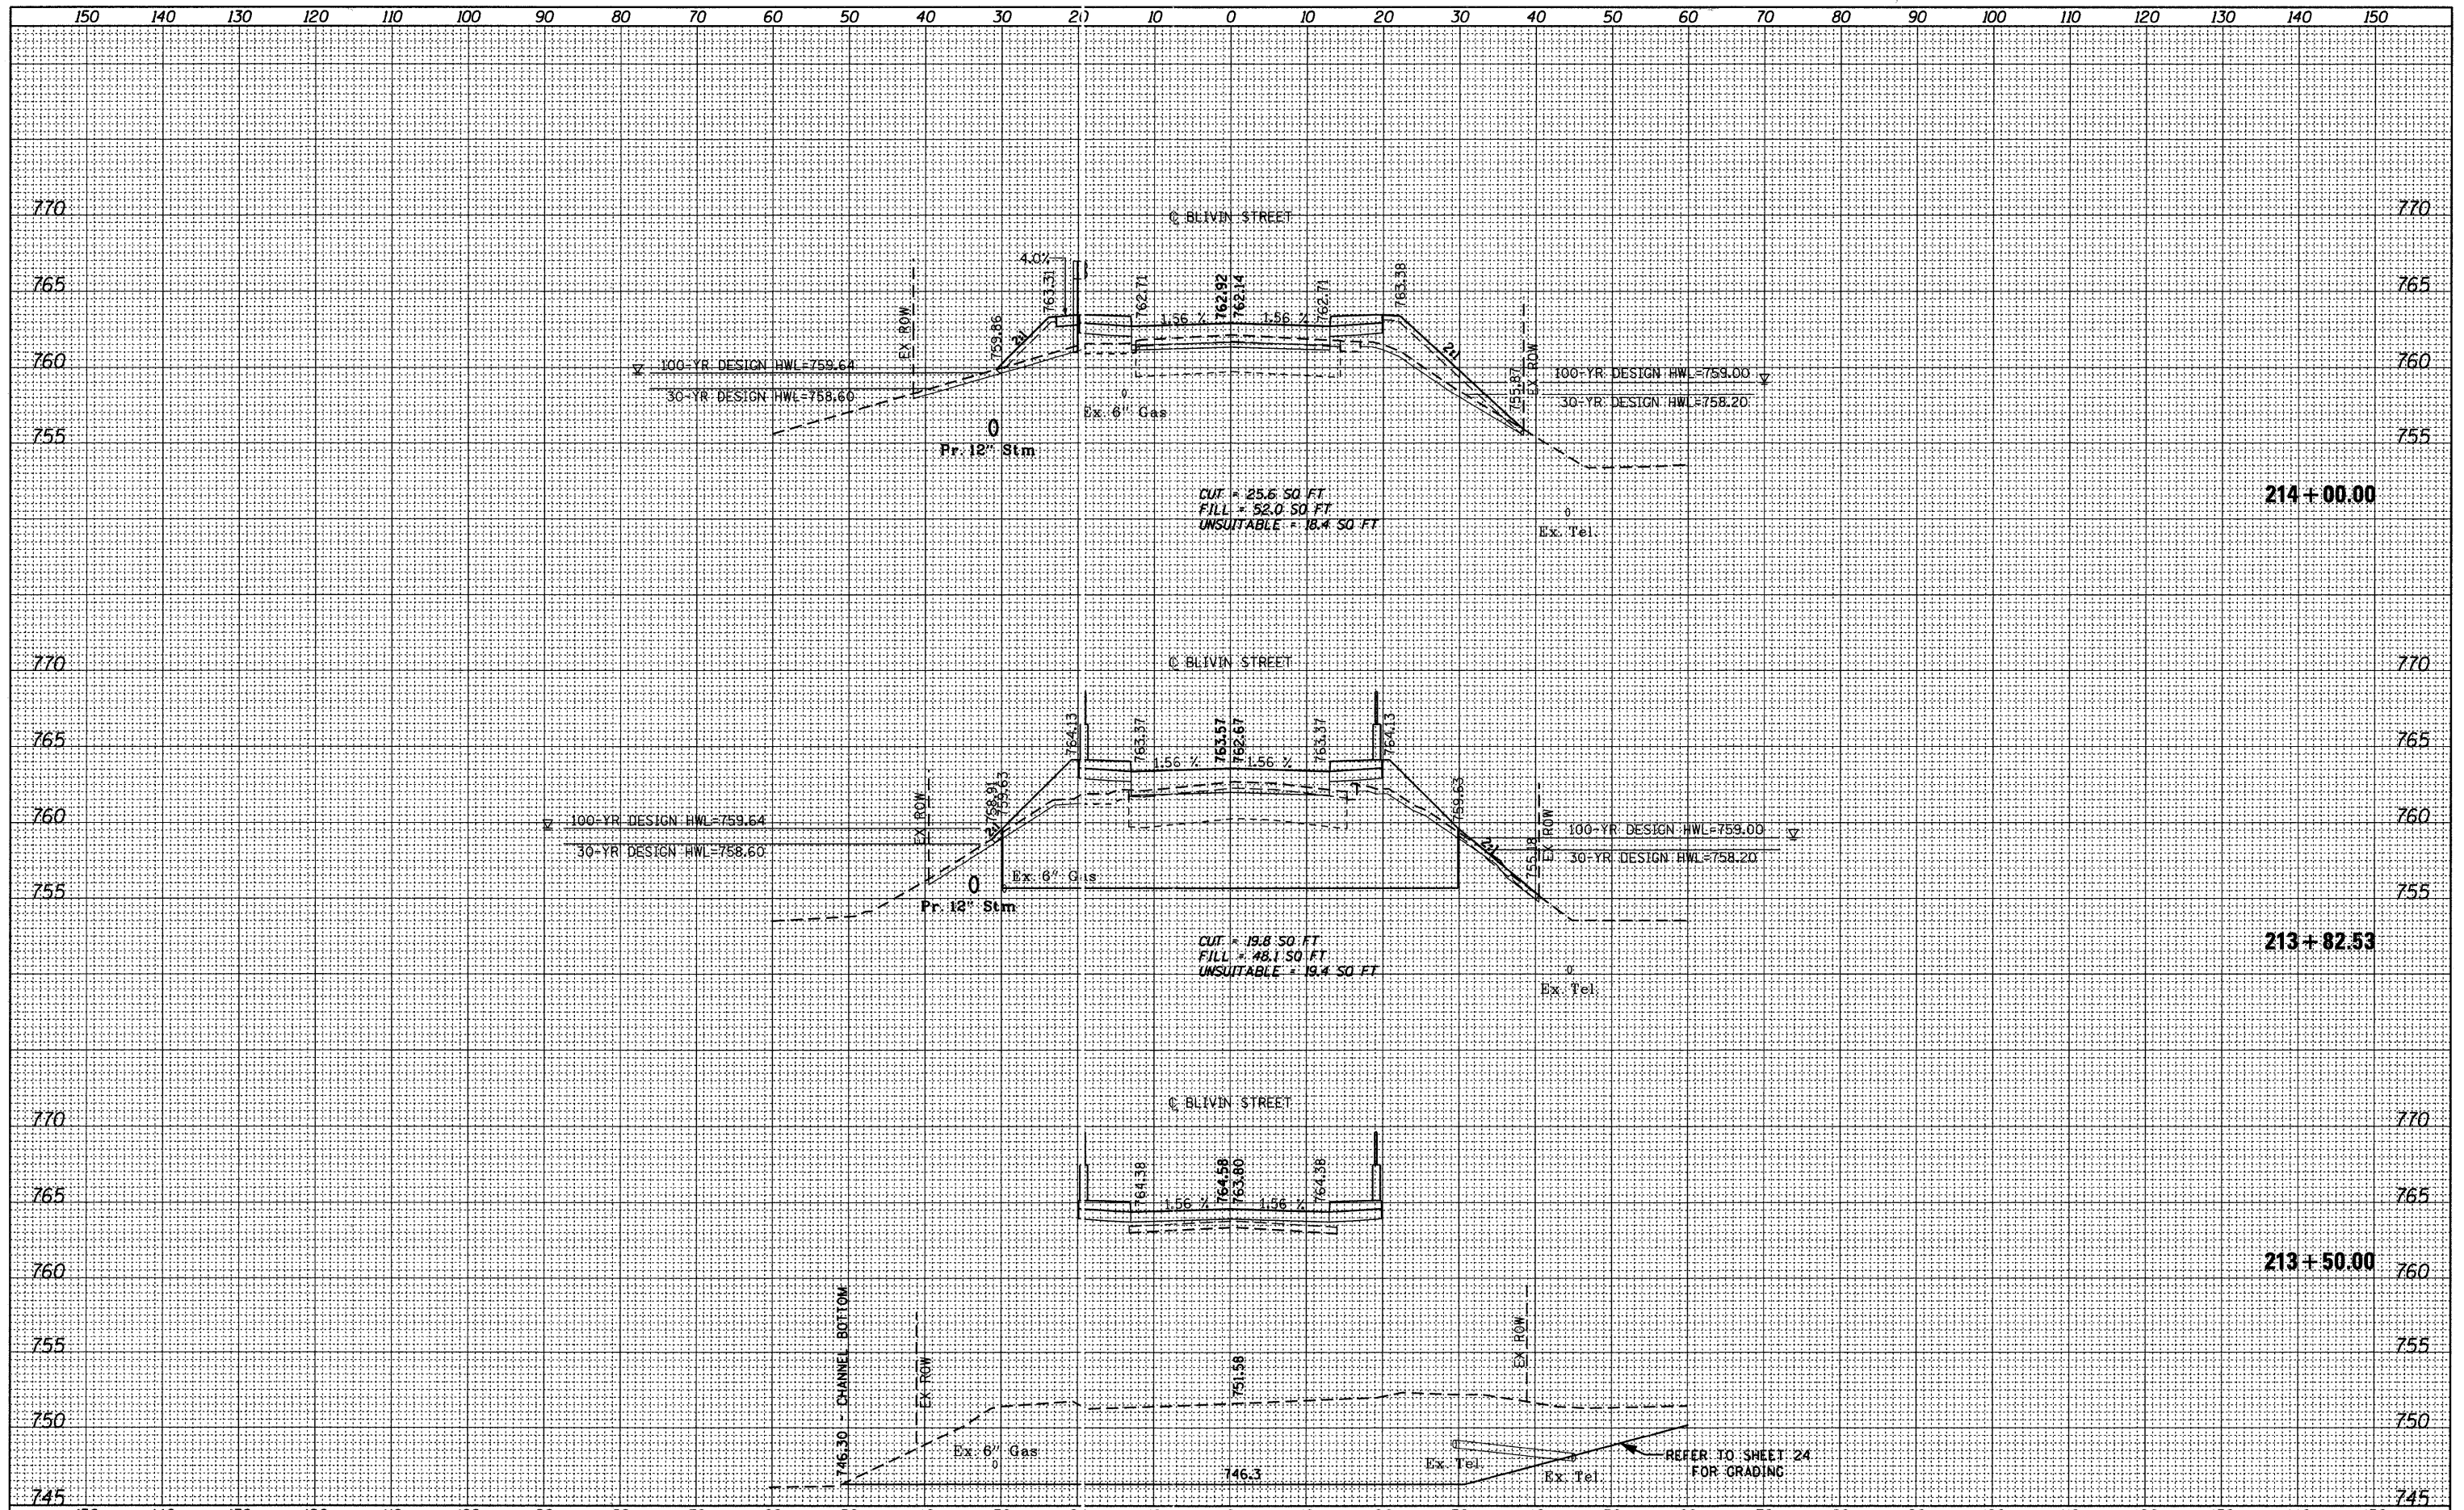 150 140 130 120 110 100 90 80 70 60 50 40 30 20 10 0 10 20 30 40 50 60 70 80 90 100 110 120 130 140 150
770 770
℄ BLIVIN STREET
4.0%
765 765
EX ROW
759.86
763.31
762.71
762.92
762.14
762.71
763.38
1.56 %
1.56 %
2:1
2:1
755.87
EX ROW
760 760
100-YR DESIGN HWL=759.64
30-YR DESIGN HWL=758.60
100-YR DESIGN HWL=759.00
30-YR DESIGN HWL=758.20
Ex. 6" Gas
755 755
Pr. 12" Stm
CUT = 25.6 SQ FT
FILL = 52.0 SQ FT
UNSUITABLE = 18.4 SQ FT
214+00.00
Ex. Tel.
770 770
℄ BLIVIN STREET
765 765
764.13
763.37
763.57
762.67
763.37
764.13
1.56 %
1.56 %
EX ROW
758.91
759.63
759.63
2:1
755.18
EX ROW
760 760
100-YR DESIGN HWL=759.64
30-YR DESIGN HWL=758.60
100-YR DESIGN HWL=759.00
30-YR DESIGN HWL=758.20
Ex. 6" Gas
755 755
Pr. 12" Stm
CUT = 19.8 SQ FT
FILL = 48.1 SQ FT
UNSUITABLE = 19.4 SQ FT
213+82.53
Ex. Tel.
770 770
℄ BLIVIN STREET
764.38
764.58
763.80
764.38
765 765
1.56 %
1.56 %
213+50.00
760 760
746.30 - CHANNEL BOTTOM
EX ROW
751.58
EX ROW
755 755
750 750
Ex. 6" Gas
746.3
Ex. Tel.
Ex. Tel.
REFER TO SHEET 24
FOR GRADING
745 745